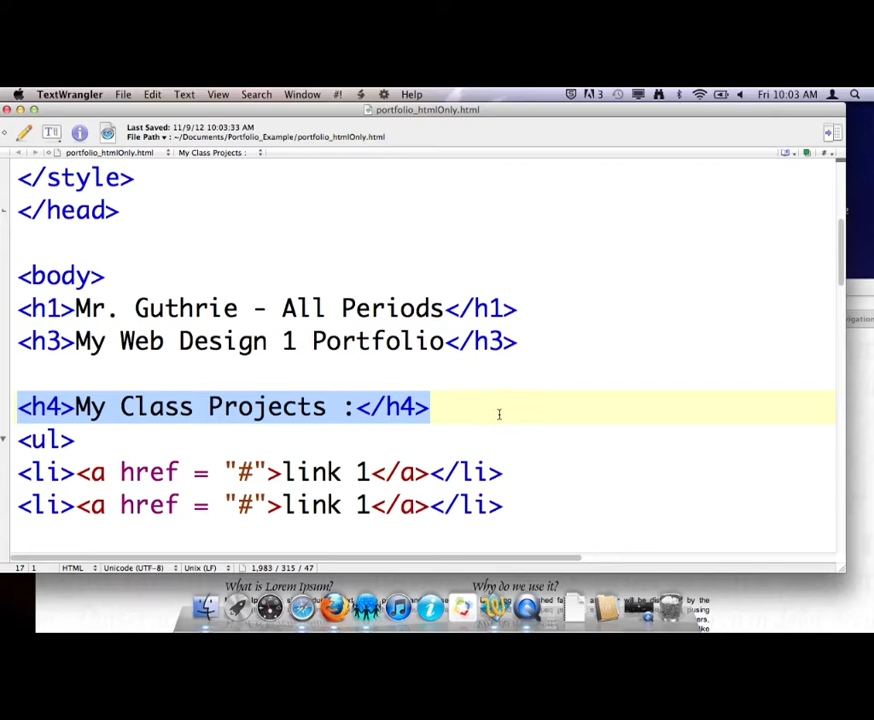 TextWrangler File Edit Text View Search Window #! Help 3 Fri 10:03 AM
portfolio_htmlOnly.html
Last Saved: 11/9/12 10:03:33 AM
File Path ▾ : ~/Documents/Portfolio_Example/portfolio_htmlOnly.html
portfolio_htmlOnly.html My Class Projects :
</style>
</head>
<body>
<h1>Mr. Guthrie - All Periods</h1>
<h3>My Web Design 1 Portfolio</h3>
<h4>My Class Projects :</h4>
<ul>
<li><a href = "#">link 1</a></li>
<li><a href = "#">link 1</a></li>
17 1 HTML Unicode (UTF-8) Unix (LF) 1,983 / 315 / 47
What is Lorem Ipsum? Why do we use it?